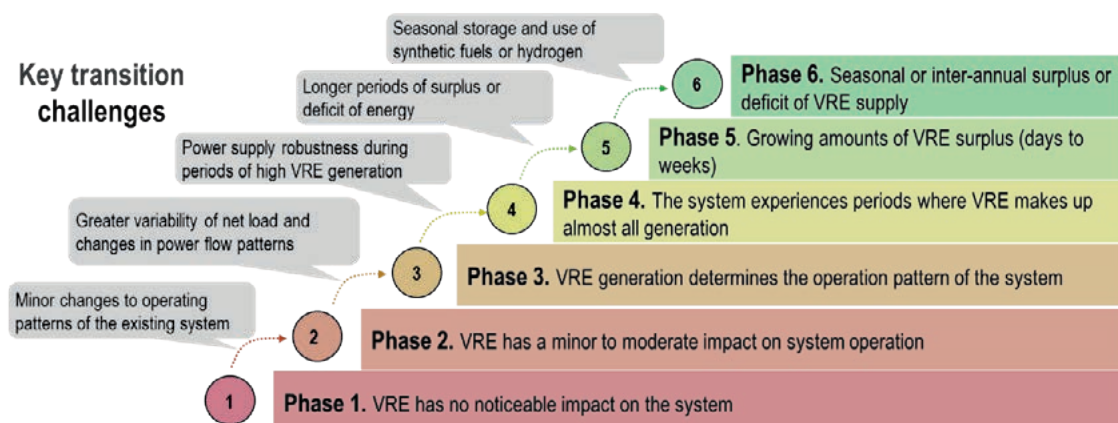 Key transition
challenges
Seasonal storage and use of
synthetic fuels or hydrogen
Longer periods of surplus or
deficit of energy
Power supply robustness during
periods of high VRE generation
Greater variability of net load and
changes in power flow patterns
Minor changes to operating
patterns of the existing system
6
Phase 6. Seasonal or inter-annual surplus or
deficit of VRE supply
5
Phase 5. Growing amounts of VRE surplus (days to
weeks)
4
Phase 4. The system experiences periods where VRE makes up
almost all generation
3
Phase 3. VRE generation determines the operation pattern of the system
2
Phase 2. VRE has a minor to moderate impact on system operation
1
Phase 1. VRE has no noticeable impact on the system